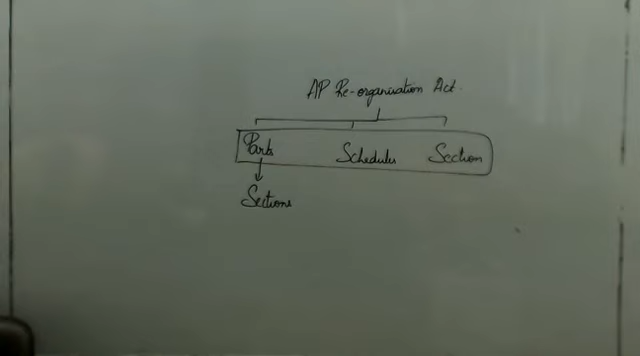 AP Re-organisation Act.
Parts Schedules Section
Sections